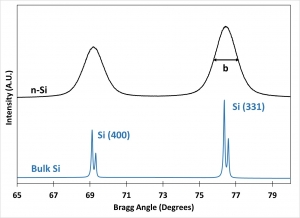 n-Si
b
Si (400)
Si (331)
Bulk Si
Intensity (A.U.)
65 67 69 71 73 75 77 79
Bragg Angle (Degrees)